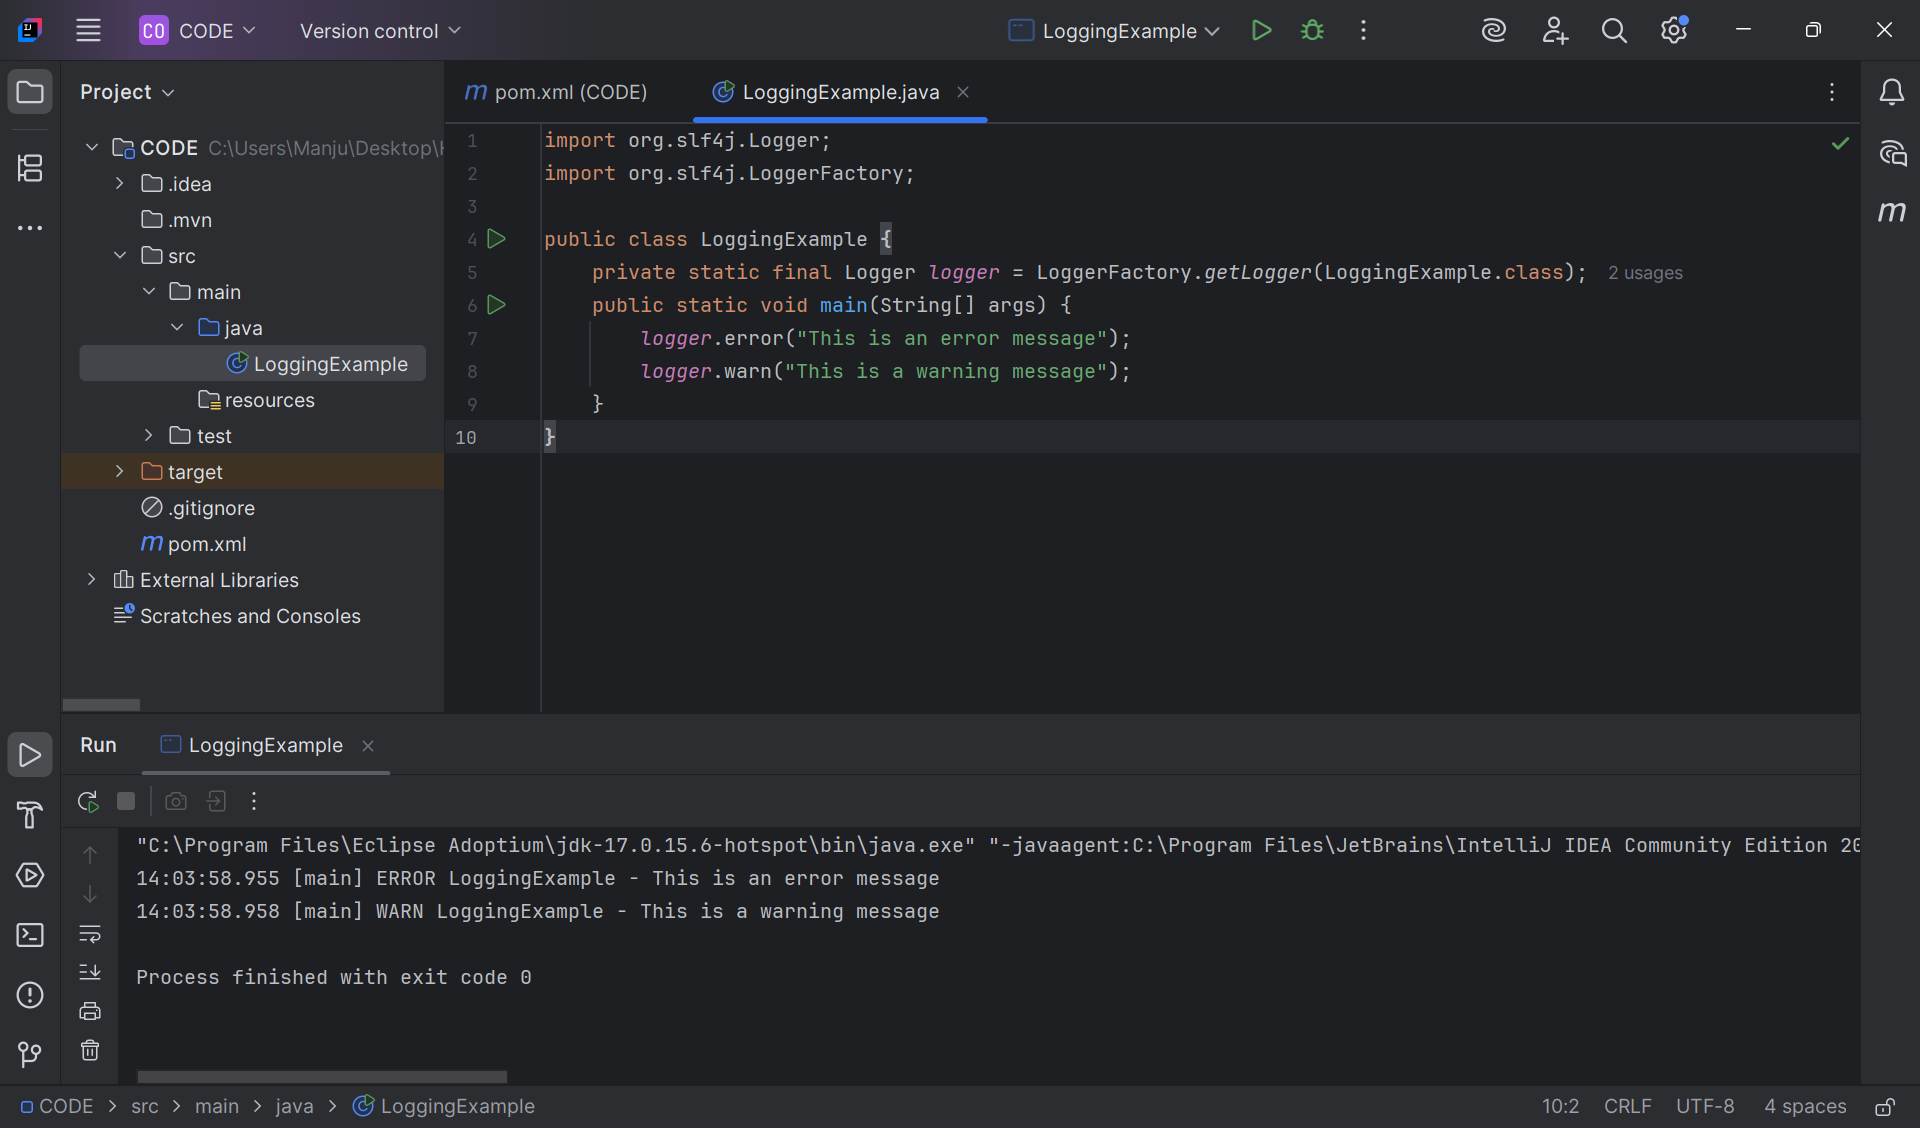 CO CODE Version control LoggingExample
Project
pom.xml (CODE) LoggingExample.java
CODE C:\Users\Manju\Desktop\
.idea
.mvn
src
main
java
LoggingExample
resources
test
target
.gitignore
m pom.xml
External Libraries
Scratches and Consoles
1 import org.slf4j.Logger;
2 import org.slf4j.LoggerFactory;
3
4 public class LoggingExample {
5 private static final Logger logger = LoggerFactory.getLogger(LoggingExample.class); 2 usages
6 public static void main(String[] args) {
7 logger.error("This is an error message");
8 logger.warn("This is a warning message");
9 }
10 }
Run LoggingExample
"C:\Program Files\Eclipse Adoptium\jdk-17.0.15.6-hotspot\bin\java.exe" "-javaagent:C:\Program Files\JetBrains\IntelliJ IDEA Community Edition 20
14:03:58.955 [main] ERROR LoggingExample - This is an error message
14:03:58.958 [main] WARN LoggingExample - This is a warning message
Process finished with exit code 0
CODE > src > main > java > LoggingExample 10:2 CRLF UTF-8 4 spaces